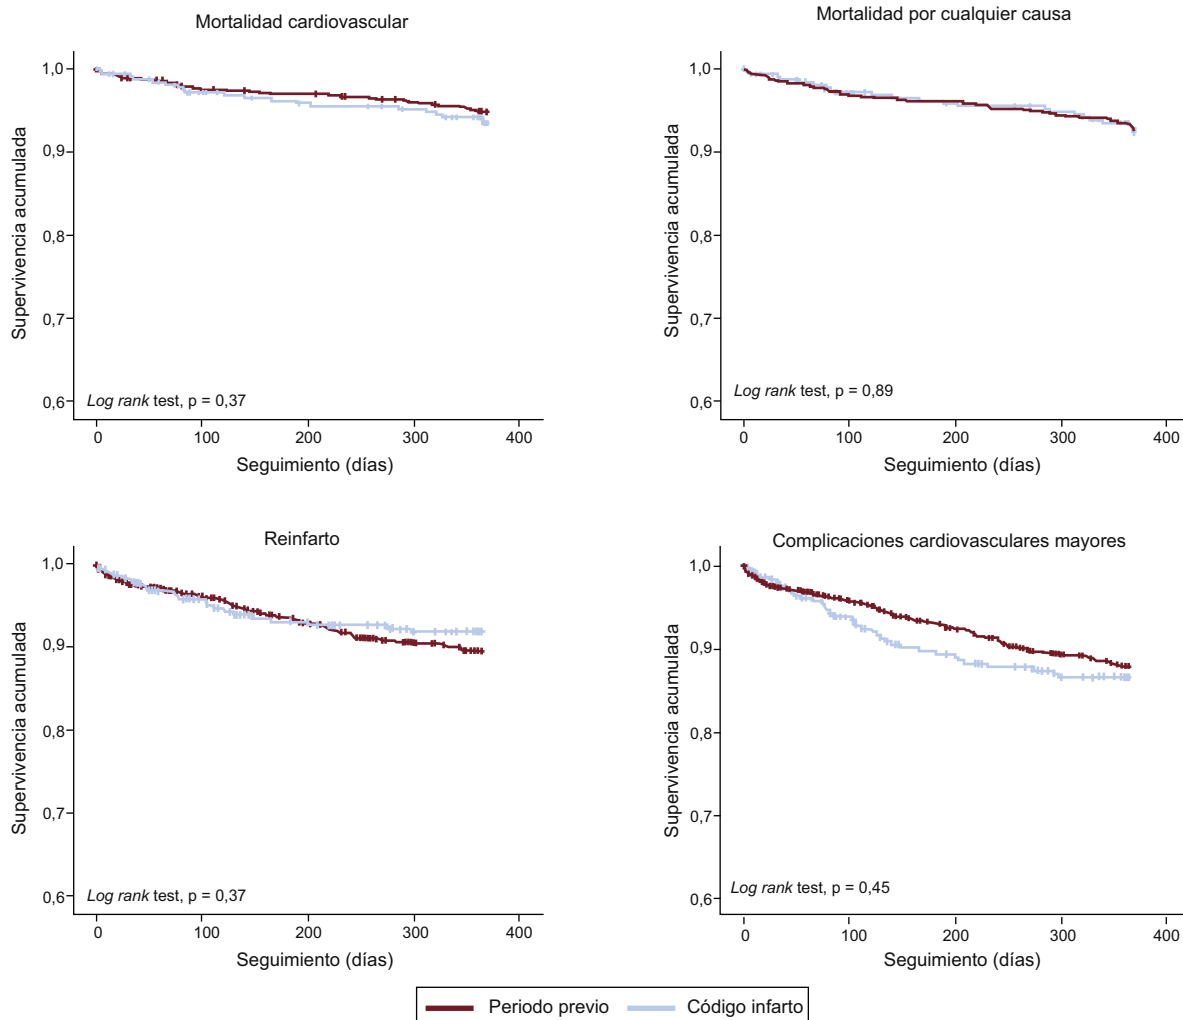 Mortalidad cardiovascular
Supervivencia acumulada
1,0
0,9
0,8
0,7
0,6
Log rank test, p = 0,37
0 100 200 300 400
Seguimiento (días)
Mortalidad por cualquier causa
Supervivencia acumulada
1,0
0,9
0,8
0,7
0,6
Log rank test, p = 0,89
0 100 200 300 400
Seguimiento (días)
Reinfarto
Supervivencia acumulada
1,0
0,9
0,8
0,7
0,6
Log rank test, p = 0,37
0 100 200 300 400
Seguimiento (días)
Complicaciones cardiovasculares mayores
Supervivencia acumulada
1,0
0,9
0,8
0,7
0,6
Log rank test, p = 0,45
0 100 200 300 400
Seguimiento (días)
Periodo previo Código infarto